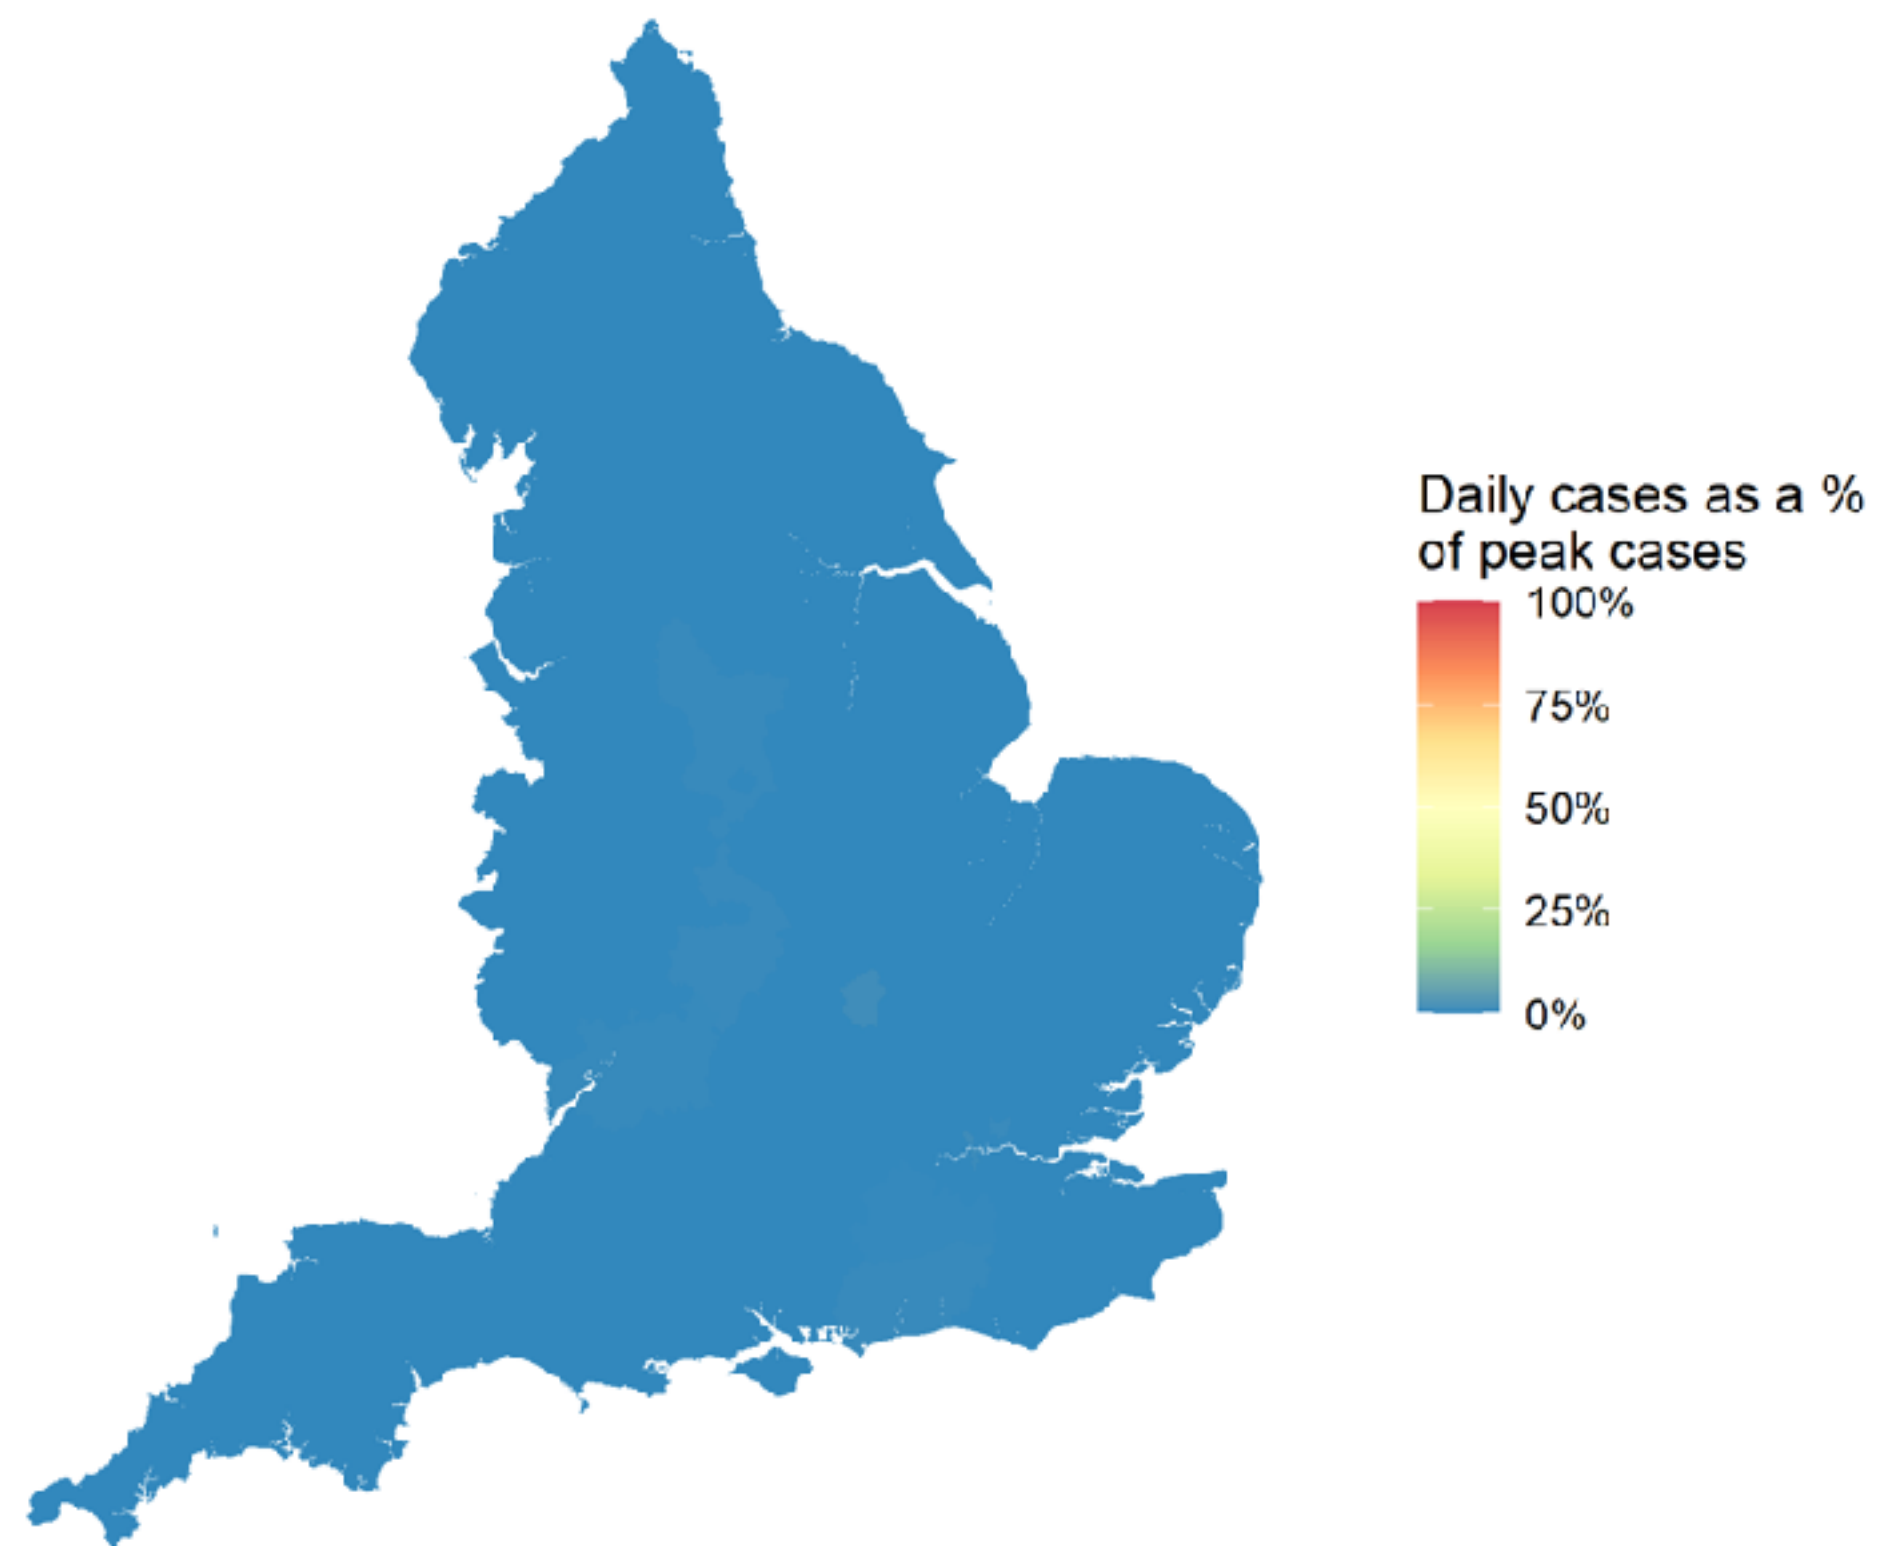 Daily cases as a %
of peak cases
100%
75%
50%
25%
0%